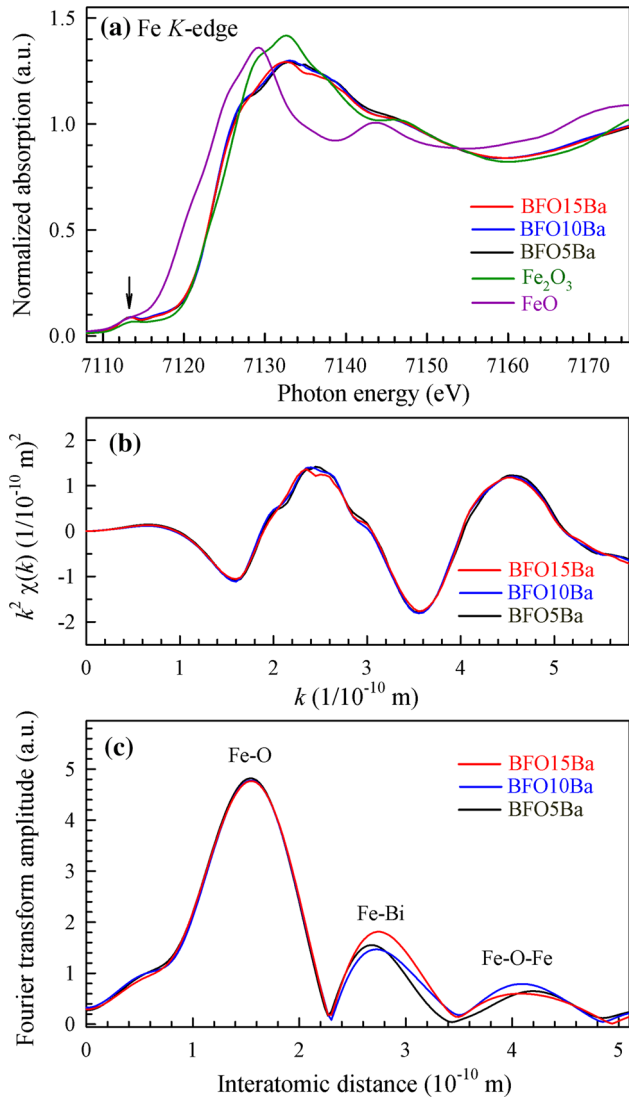 (a) Fe K-edge
Normalized absorption (a.u.)
1.5
1.0
0.5
0.0
BFO15Ba
BFO10Ba
BFO5Ba
Fe₂O₃
FeO
7110 7120 7130 7140 7150 7160 7170
Photon energy (eV)
(b)
k² χ(k) (1/10⁻¹⁰ m)²
2
1
0
-1
-2
BFO15Ba
BFO10Ba
BFO5Ba
0 1 2 3 4 5
k (1/10⁻¹⁰ m)
(c)
Fourier transform amplitude (a.u.)
5
4
3
2
1
0
Fe-O
Fe-Bi
Fe-O-Fe
BFO15Ba
BFO10Ba
BFO5Ba
0 1 2 3 4 5
Interatomic distance (10⁻¹⁰ m)